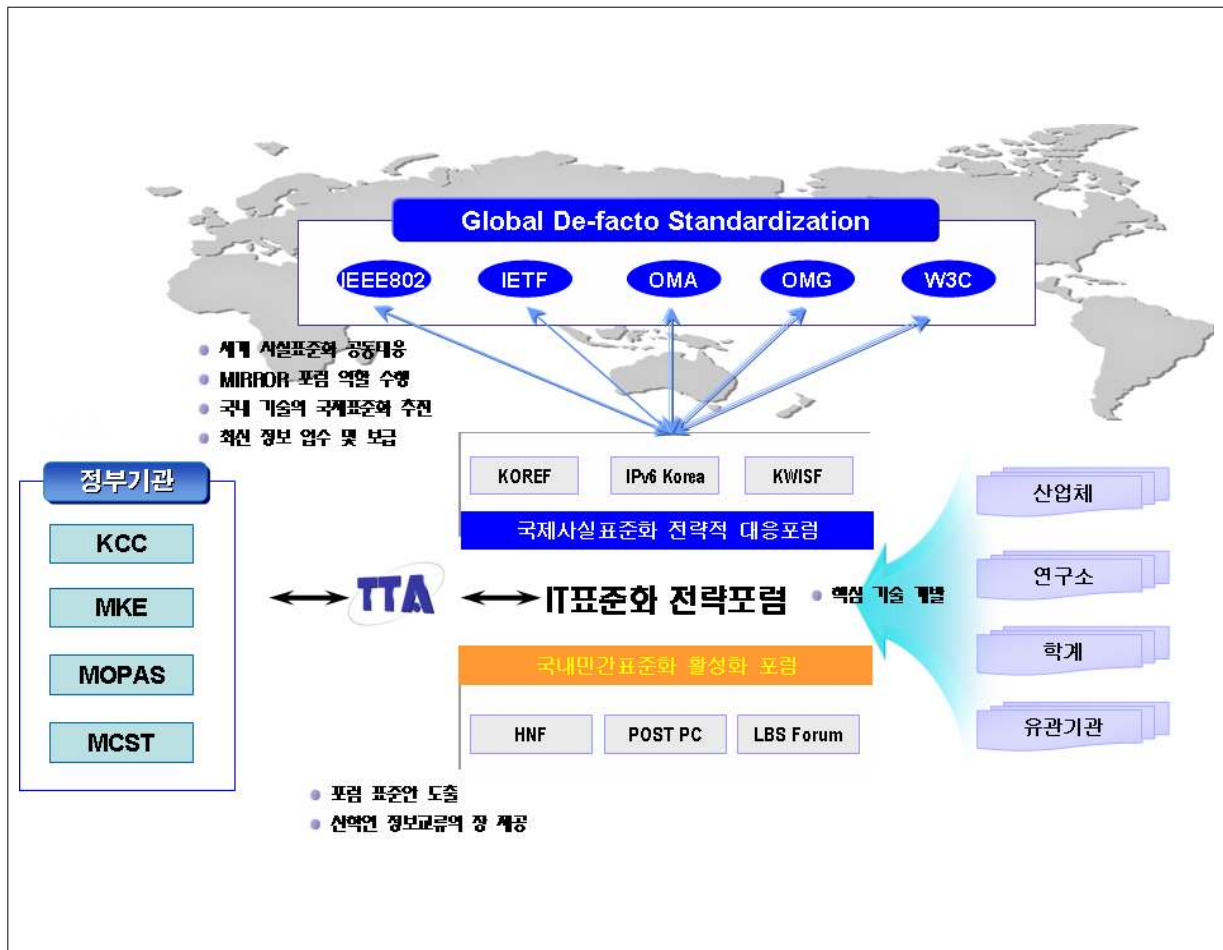 Global De-facto Standardization
IEEE802
IETF
OMA
OMG
W3C
세계 사실표준화 공동대응
MIRROR 포럼 역할 수행
국내 기술의 국제표준화 추진
최신 정보 입수 및 보급
정부기관
KCC
MKE
MOPAS
MCST
KOREF
IPv6 Korea
KWISF
국제사실표준화 전략적 대응포럼
TTA
IT표준화 전략포럼
핵심 기술 개발
국내민간표준화 활성화 포럼
HNF
POST PC
LBS Forum
산업체
연구소
학계
유관기관
포럼 표준안 도출
산학연 정보교류의 장 제공